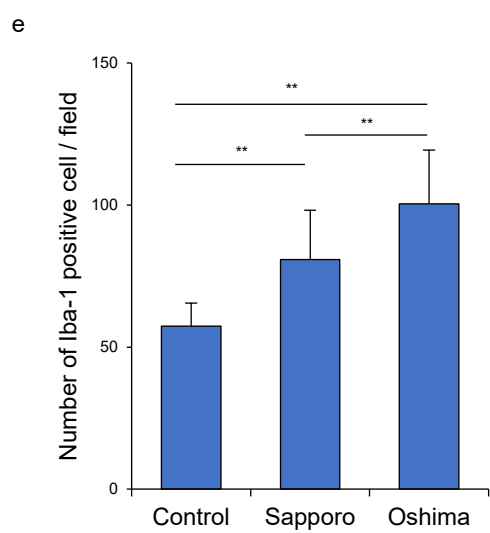 e
150
**
**
**
100
50
0
Number of Iba-1 positive cell / field
Control Sapporo Oshima